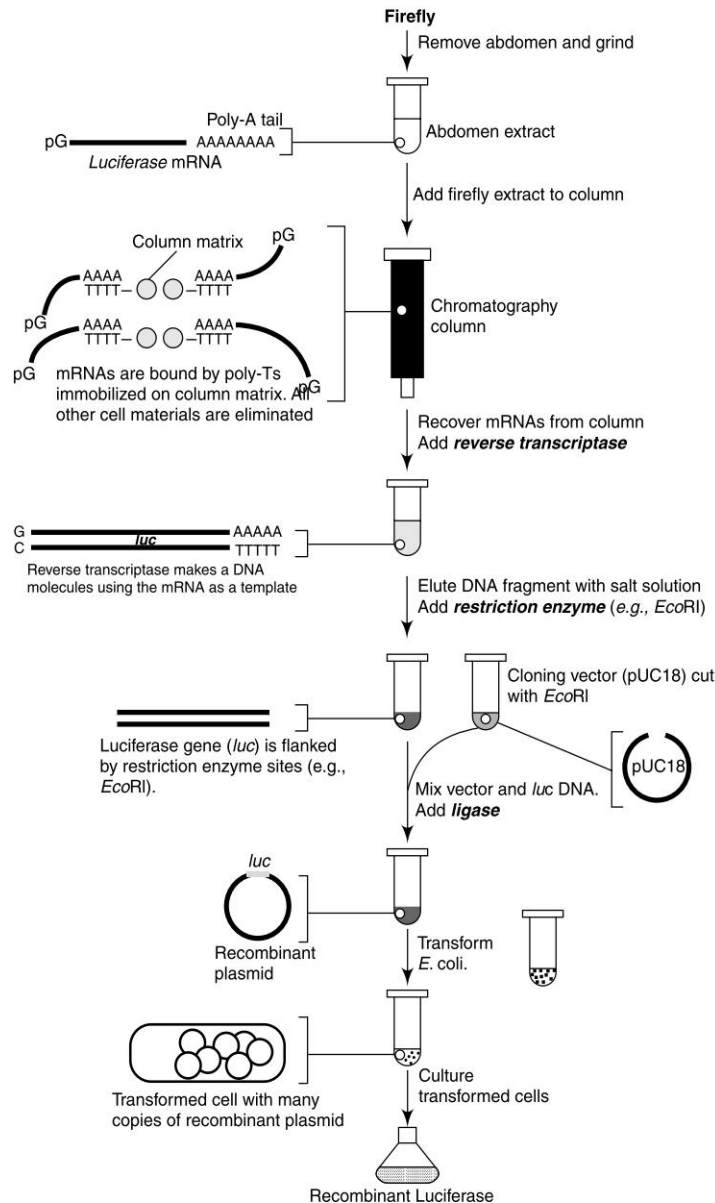 Firefly
Remove abdomen and grind
Poly-A tail
pG
AAAAAAAA
Luciferase mRNA
Abdomen extract
Add firefly extract to column
Column matrix
pG
AAAA
AAAA
TTTT
TTTT
pG
AAAA
AAAA
TTTT
TTTT
pG
pG
mRNAs are bound by poly-Ts
immobilized on column matrix. All
other cell materials are eliminated
Chromatography
column
Recover mRNAs from column
Add reverse transcriptase
G
AAAAA
luc
C
TTTTT
Reverse transcriptase makes a DNA
molecules using the mRNA as a template
Elute DNA fragment with salt solution
Add restriction enzyme (e.g., EcoRI)
Cloning vector (pUC18) cut
with EcoRI
Luciferase gene (luc) is flanked
by restriction enzyme sites (e.g.,
EcoRI).
pUC18
Mix vector and luc DNA.
Add ligase
luc
Recombinant
plasmid
Transform
E. coli.
Transformed cell with many
copies of recombinant plasmid
Culture
transformed cells
Recombinant Luciferase